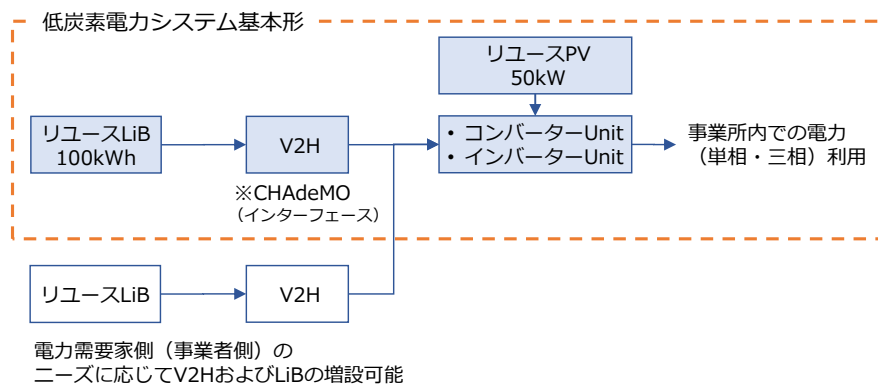 低炭素電力システム基本形
リユースPV
50kW
リユースLiB
100kWh
V2H
・コンバーターUnit
・インバーターUnit
事業所内での電力
（単相・三相）利用
※CHAdeMO
（インターフェース）
リユースLiB
V2H
電力需要家側（事業者側）の
ニーズに応じてV2HおよびLiBの増設可能